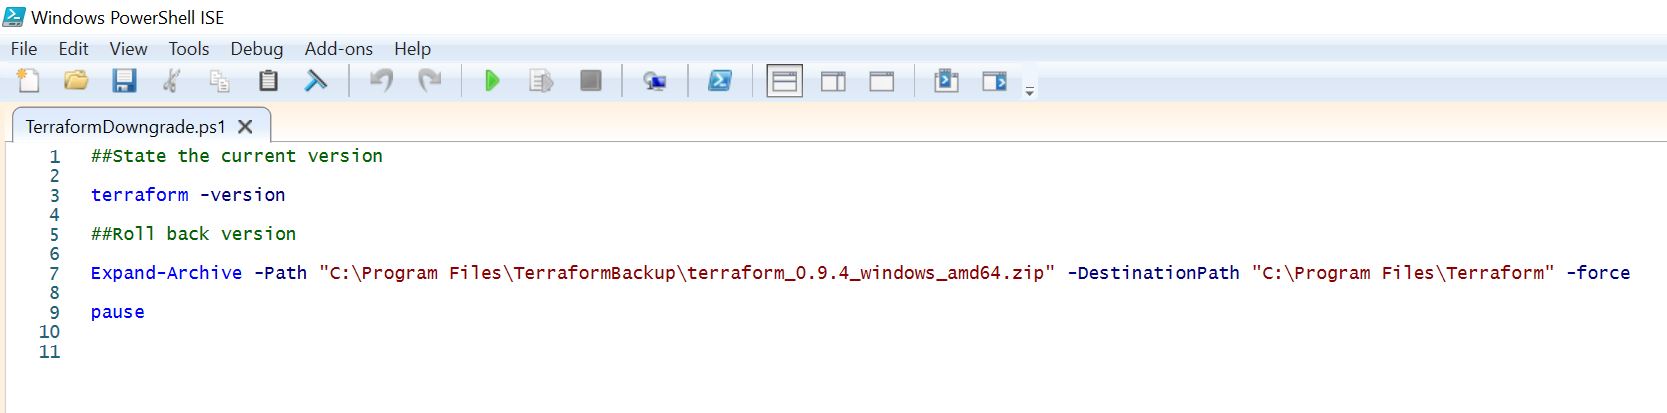 Windows PowerShell ISE
File Edit View Tools Debug Add-ons Help
TerraformDowngrade.ps1 X
1 ##State the current version
2
3 terraform -version
4
5 ##Roll back version
6
7 Expand-Archive -Path "C:\Program Files\TerraformBackup\terraform_0.9.4_windows_amd64.zip" -DestinationPath "C:\Program Files\Terraform" -force
8
9 pause
10
11